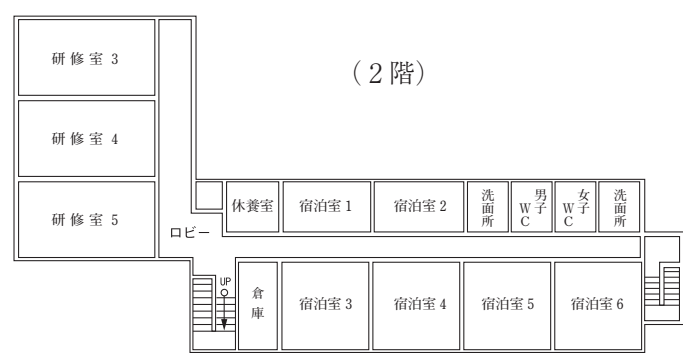 研修室 3
(2階)
研修室 4
研修室 5
休養室
宿泊室 1
宿泊室 2
洗面所
男子WC
女子WC
洗面所
ロビー
UP
倉庫
宿泊室 3
宿泊室 4
宿泊室 5
宿泊室 6